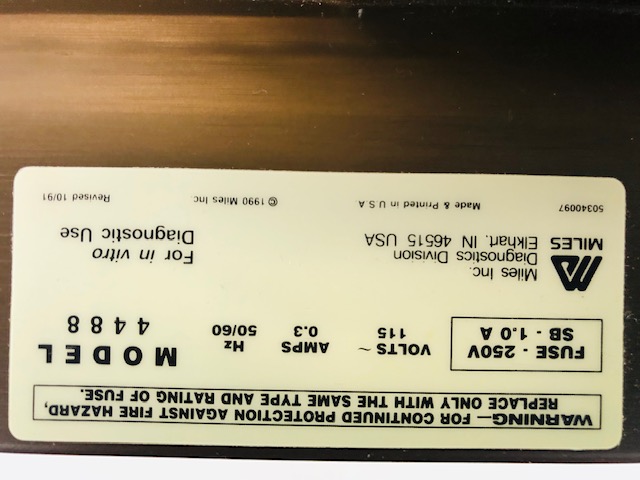 WARNING—FOR CONTINUED PROTECTION AGAINST FIRE HAZARD,
REPLACE ONLY WITH THE SAME TYPE AND RATING OF FUSE.
FUSE - 250V
SB - 1.0 A
VOLTS ~
115
AMPS
0.3
Hz
50/60
MODEL
4488
MILES
Miles Inc.
Diagnostics Division
Elkhart, IN 46515 USA
For in vitro
Diagnostic Use
50340097
Made & Printed in U S A
© 1990 Miles Inc
Revised 10/91